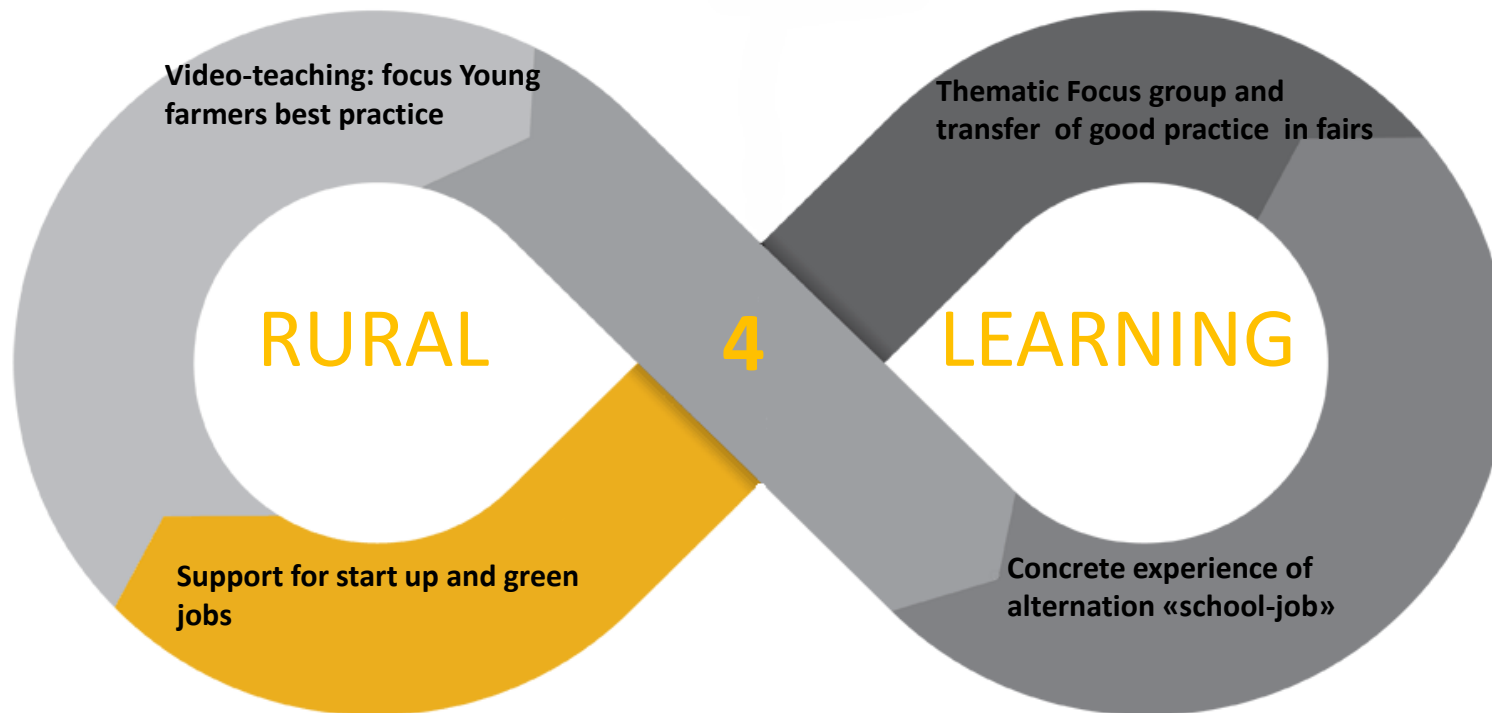 Video-teaching: focus Young
farmers best practice
Thematic Focus group and
transfer of good practice in fairs
RURAL
4
LEARNING
Support for start up and green
jobs
Concrete experience of
alternation «school-job»